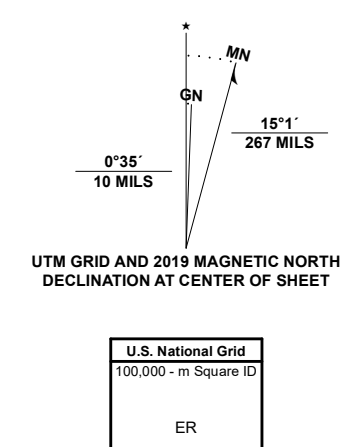 ★
MN
GN
15°1´
267 MILS
0°35´
10 MILS
UTM GRID AND 2019 MAGNETIC NORTH
DECLINATION AT CENTER OF SHEET
U.S. National Grid
100,000 - m Square ID
ER